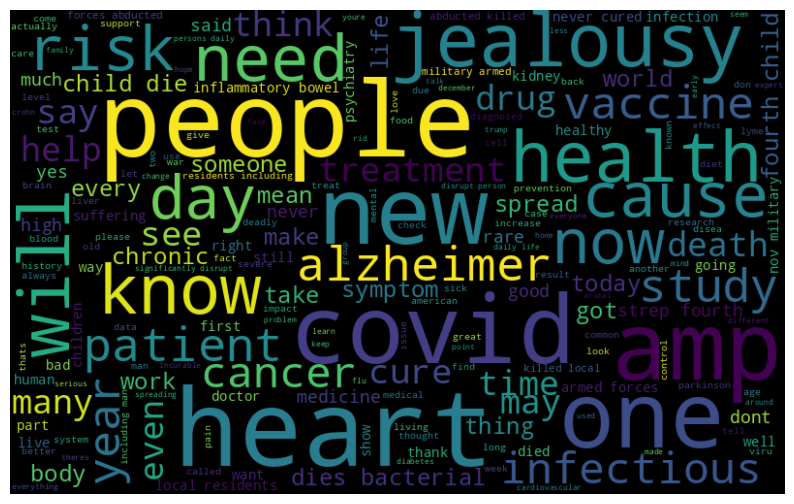 forces abducted
said
think
life
abducted killed
never cured
infection
youre
seem
come
actually
risk
need
jealousy
support
care
family
persons daily
hope
less
don
expert
much
child die
inflammatory bowel
military armed
talk
december
kidney
back
world
due
psychiatry
love
drug
vaccine
fourth child
say
people
level
crohn
test
give
food
trump
rid
diagnosed
healthy
known
effect
lyme
help
someone
fake
cell
diet
yes
use
war
two
residents including
treatment
health
change
let
treat
disrupt person
prevention
brain
every
day
mean
new
spread
cause
liver
suffering
never
mental
case
everyone
increase
high
deadly
check
research
blood
please
see
make
rare
home
disea
now
death
nov military
old
right
group
daily life
mind
history
chronic
fact
still
alzheimer
result
another
going
always
significantly disrupt
severe
will
way
know
take
symptom
sick
today
study
american
good
got
strep fourth
children
data
impact
first
problem
covid
animal
different
thats
man
learn
issue
great
common
amp
bad
keep
point
look
control
human
incurable
patient
time
serious
work
cancer
cure
flu
find
killed local
armed forces
parkinson
many
spreading
doctor
medicine
medical
may
one
age
around
part
even
heart
living
thing
dont
used
tell
year
including many
pain
show
thought
long
died
well
viru
live
system
better
theres
called
thank
week
made
body
want
diabetes
dies bacterial
infectious
everything
local residents
cardiovascular
early